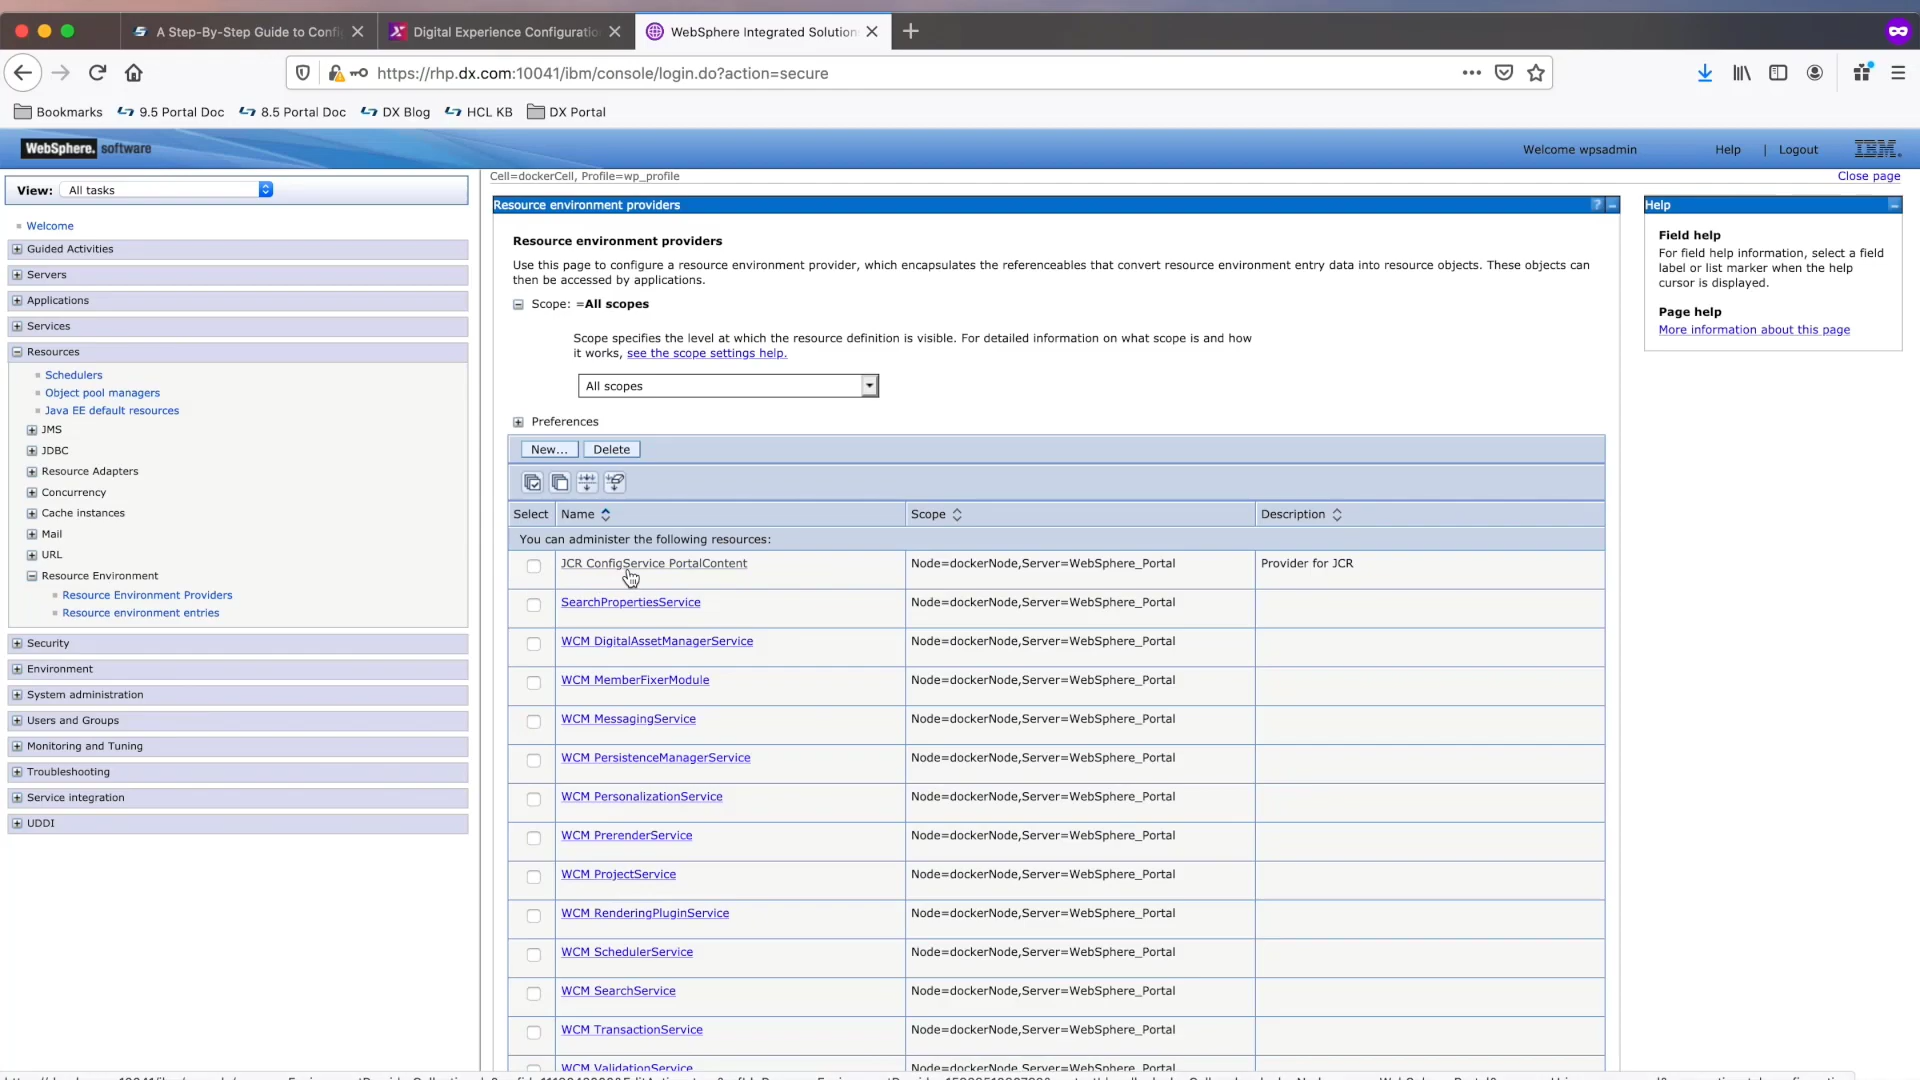 A Step-By-Step Guide to Confi
Digital Experience Configuratio
WebSphere Integrated Solution
https://rhp.dx.com:10041/ibm/console/login.do?action=secure
Bookmarks 9.5 Portal Doc 8.5 Portal Doc DX Blog HCL KB DX Portal
WebSphere. software Welcome wpsadmin Help | Logout IBM.
View: All tasks
Welcome
Guided Activities
Servers
Applications
Services
Resources
Schedulers
Object pool managers
Java EE default resources
JMS
JDBC
Resource Adapters
Concurrency
Cache instances
Mail
URL
Resource Environment
Resource Environment Providers
Resource environment entries
Security
Environment
System administration
Users and Groups
Monitoring and Tuning
Troubleshooting
Service integration
UDDI
Cell=dockerCell, Profile=wp_profile Close page
Resource environment providers ?
Resource environment providers
Use this page to configure a resource environment provider, which encapsulates the referenceables that convert resource environment entry data into resource objects. These objects can
then be accessed by applications.
Scope: =All scopes
Scope specifies the level at which the resource definition is visible. For detailed information on what scope is and how
it works, see the scope settings help.
All scopes
Preferences
New... Delete
Select Name Scope Description
You can administer the following resources:
JCR ConfigService PortalContent Node=dockerNode,Server=WebSphere_Portal Provider for JCR
SearchPropertiesService Node=dockerNode,Server=WebSphere_Portal
WCM DigitalAssetManagerService Node=dockerNode,Server=WebSphere_Portal
WCM MemberFixerModule Node=dockerNode,Server=WebSphere_Portal
WCM MessagingService Node=dockerNode,Server=WebSphere_Portal
WCM PersistenceManagerService Node=dockerNode,Server=WebSphere_Portal
WCM PersonalizationService Node=dockerNode,Server=WebSphere_Portal
WCM PrerenderService Node=dockerNode,Server=WebSphere_Portal
WCM ProjectService Node=dockerNode,Server=WebSphere_Portal
WCM RenderingPluginService Node=dockerNode,Server=WebSphere_Portal
WCM SchedulerService Node=dockerNode,Server=WebSphere_Portal
WCM SearchService Node=dockerNode,Server=WebSphere_Portal
WCM TransactionService Node=dockerNode,Server=WebSphere_Portal
WCM ValidationService Node=dockerNode,Server=WebSphere_Portal
Help
Field help
For field help information, select a field
label or list marker when the help
cursor is displayed.
Page help
More information about this page